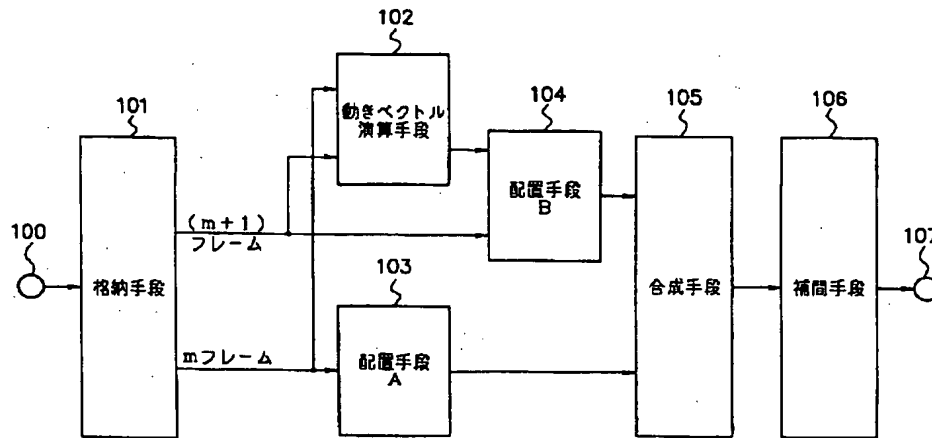 102
101
動きベクトル
演算手段
104
105
106
配置手段
B
(m+1)
フレーム
100
格納手段
103
107
合成手段
補間手段
mフレーム
配置手段
A